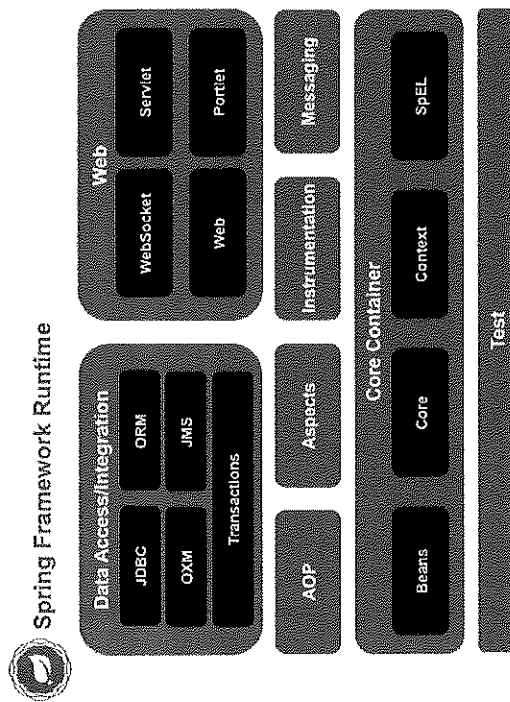 Spring Framework Runtime
Data Access/Integration
JDBC
ORM
OXM
JMS
Transactions
Web
WebSocket
Servlet
Web
Portlet
AOP
Aspects
Instrumentation
Messaging
Core Container
Beans
Core
Context
SpEL
Test